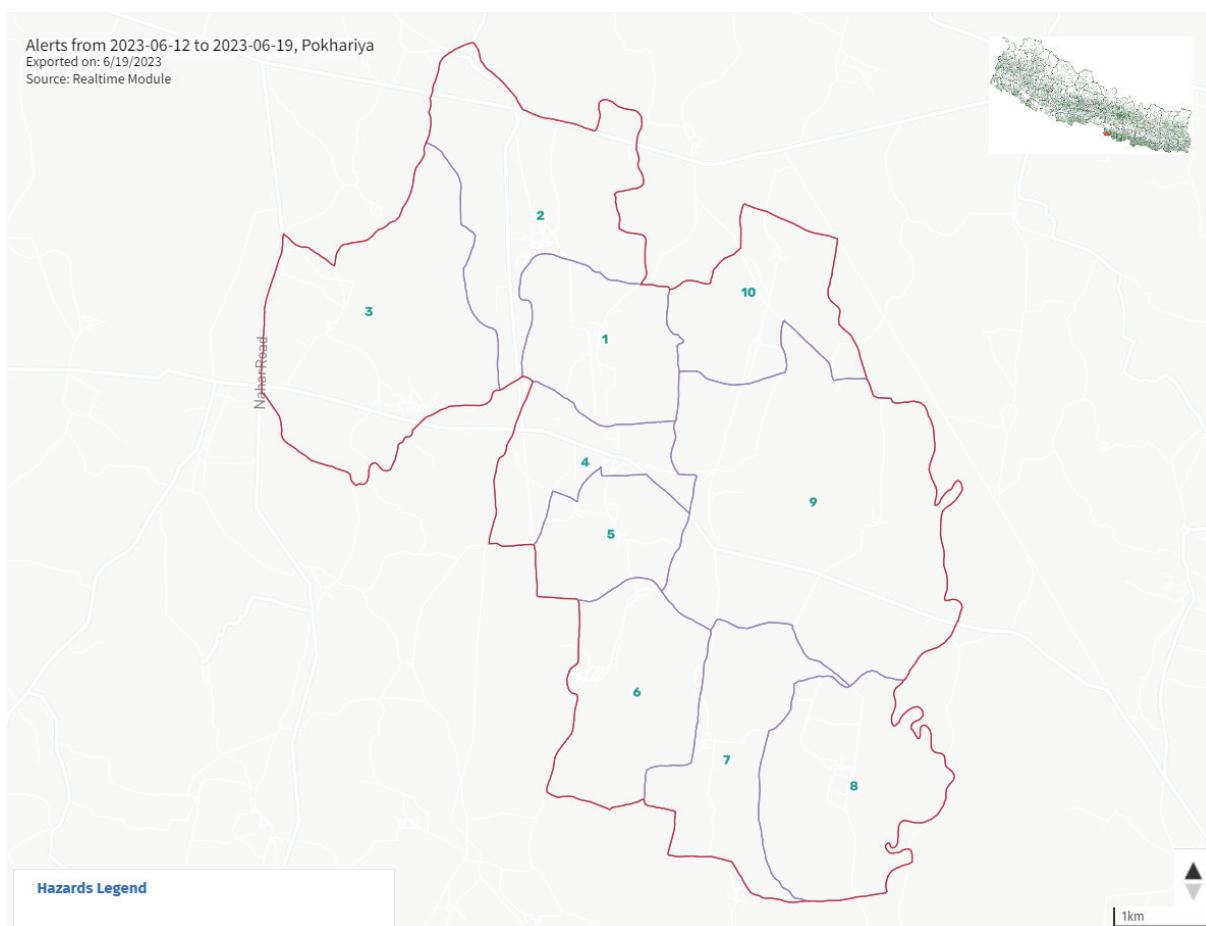 Alerts from 2023-06-12 to 2023-06-19, Pokhariya
Exported on: 6/19/2023
Source: Realtime Module
2
10
3
1
Nahar Road
4
9
5
6
7
8
Hazards Legend
1km